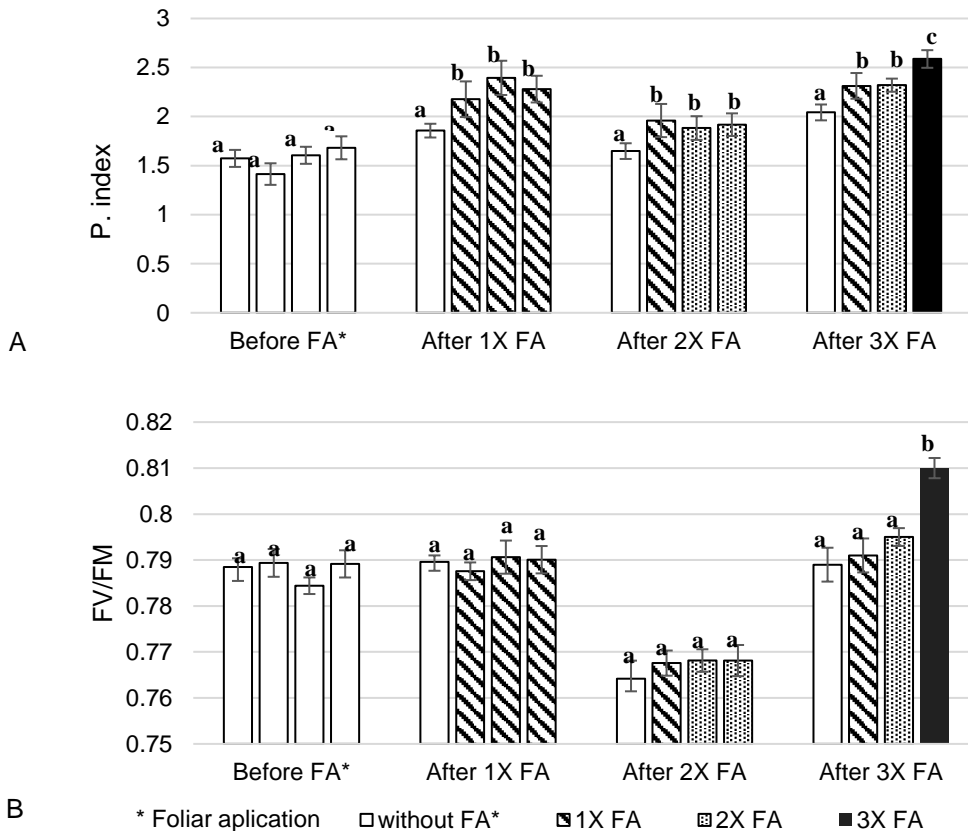 3
2.5
2
1.5
1
0.5
0
P. index
a a a a
a b b b
a b b b
a b b c
Before FA* After 1X FA After 2X FA After 3X FA
A
0.82
0.81
0.8
0.79
0.78
0.77
0.76
0.75
FV/FM
a a a a
a a a a
a a a a
a a a b
Before FA* After 1X FA After 2X FA After 3X FA
B
* Foliar aplication without FA* 1X FA 2X FA 3X FA